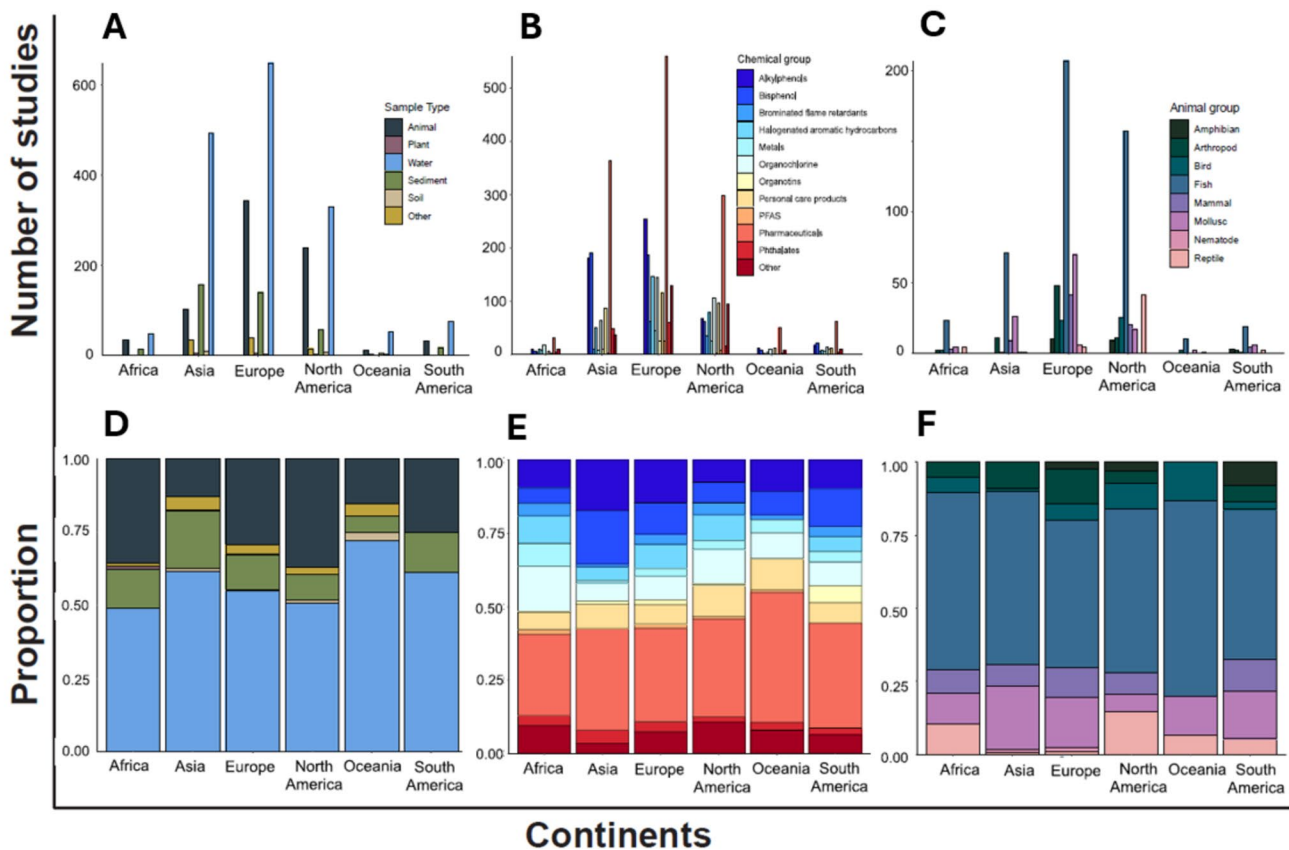 Number of studies
A
600
400
200
0
Sample Type
Animal
Plant
Water
Sediment
Soil
Other
Africa
Asia
Europe
North
America
Oceania
South
America
B
500
400
300
200
100
0
Chemical group
Alkylphenols
Bisphenol
Brominated flame retardants
Halogenated aromatic hydrocarbons
Metals
Organochlorine
Organotins
Personal care products
PFAS
Pharmaceuticals
Phthalates
Other
Africa
Asia
Europe
North
America
Oceania
South
America
C
200
100
50
0
Animal group
Amphibian
Arthropod
Bird
Fish
Mammal
Mollusc
Nematode
Reptile
Africa
Asia
Europe
North
America
Oceania
South
America
Proportion
D
1.00
0.75
0.50
0.25
0.00
Africa
Asia
Europe
North
America
Oceania
South
America
E
1.00
0.75
0.50
0.25
0.00
Africa
Asia
Europe
North
America
Oceania
South
America
F
1.00
0.75
0.50
0.25
0.00
Africa
Asia
Europe
North
America
Oceania
South
America
Continents